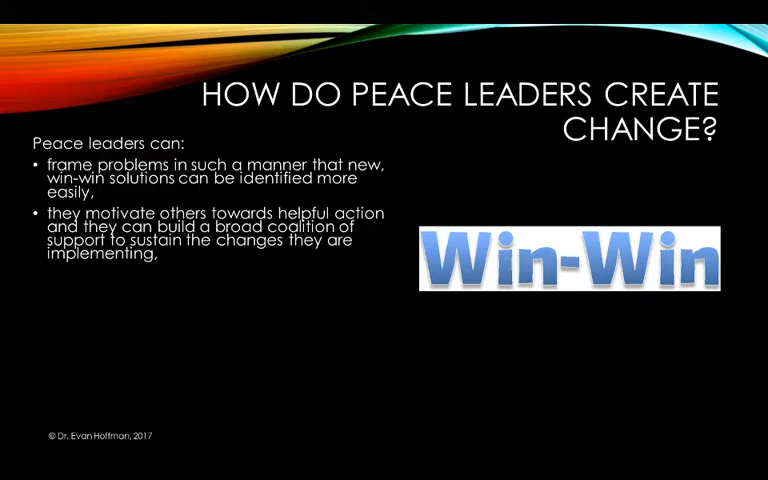 HOW DO PEACE LEADERS CREATE
CHANGE?
Peace leaders can:
• frame problems in such a manner that new,
win-win solutions can be identified more
easily,
• they motivate others towards helpful action
and they can build a broad coalition of
support to sustain the changes they are
implementing,
Win-Win
© Dr. Evan Hoffman, 2017